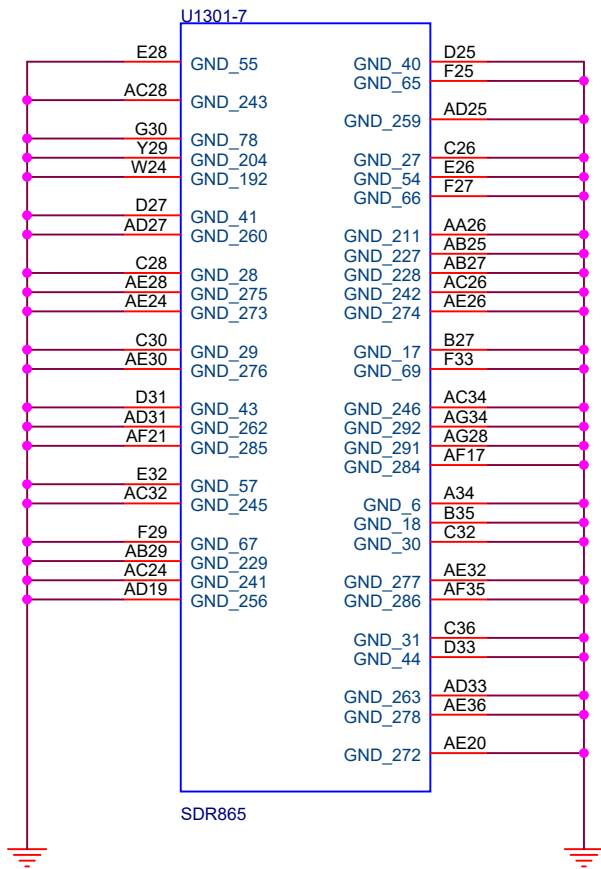 U1301-7
E28 GND_55 GND_40 D25
GND_65 F25
AC28 GND_243
GND_259 AD25
G30 GND_78
Y29 GND_204 GND_27 C26
W24 GND_192 GND_54 E26
GND_66 F27
D27 GND_41
AD27 GND_260 GND_211 AA26
GND_227 AB25
C28 GND_28 GND_228 AB27
AE28 GND_275 GND_242 AC26
AE24 GND_273 GND_274 AE26
C30 GND_29 GND_17 B27
AE30 GND_276 GND_69 F33
D31 GND_43 GND_246 AC34
AD31 GND_262 GND_292 AG34
AF21 GND_285 GND_291 AG28
GND_284 AF17
E32 GND_57
AC32 GND_245 GND_6 A34
GND_18 B35
F29 GND_67 GND_30 C32
AB29 GND_229
AC24 GND_241 GND_277 AE32
AD19 GND_256 GND_286 AF35
GND_31 C36
GND_44 D33
GND_263 AD33
GND_278 AE36
GND_272 AE20
SDR865